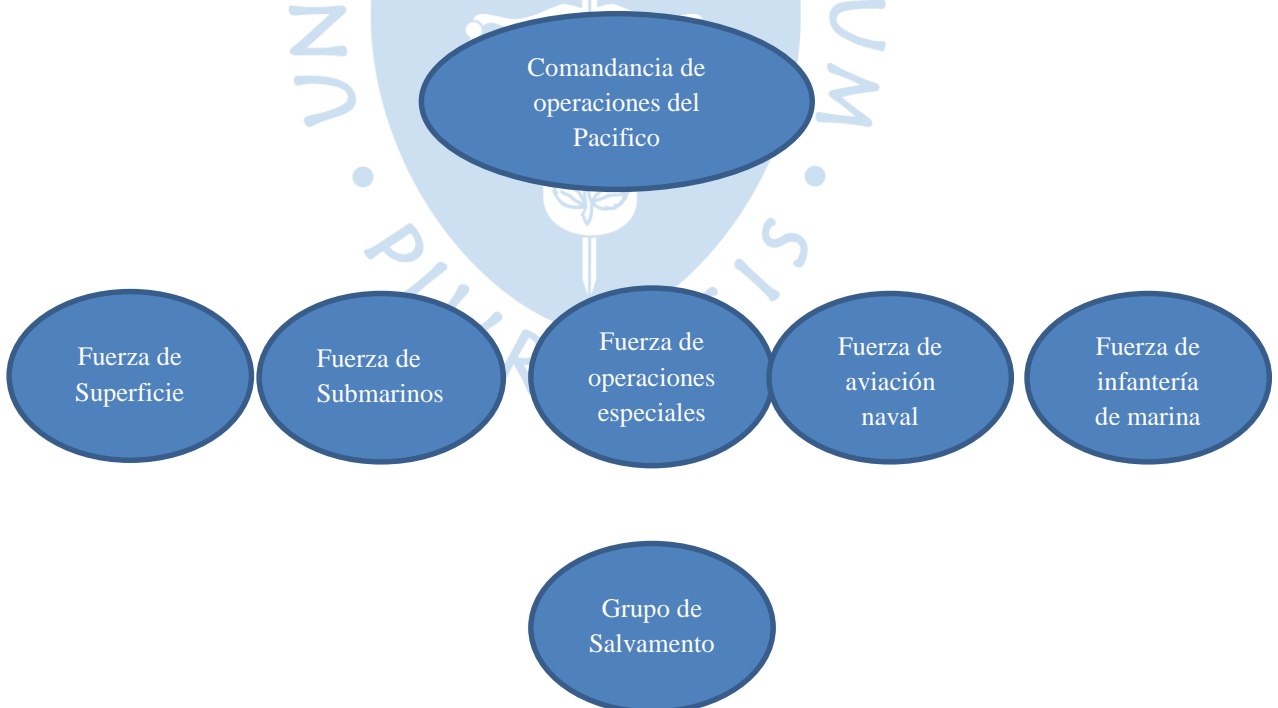 Comandancia de
operaciones del
Pacifico
Fuerza de
Superficie
Fuerza de
Submarinos
Fuerza de
operaciones
especiales
Fuerza de
aviación
naval
Fuerza de
infantería
de marina
Grupo de
Salvamento